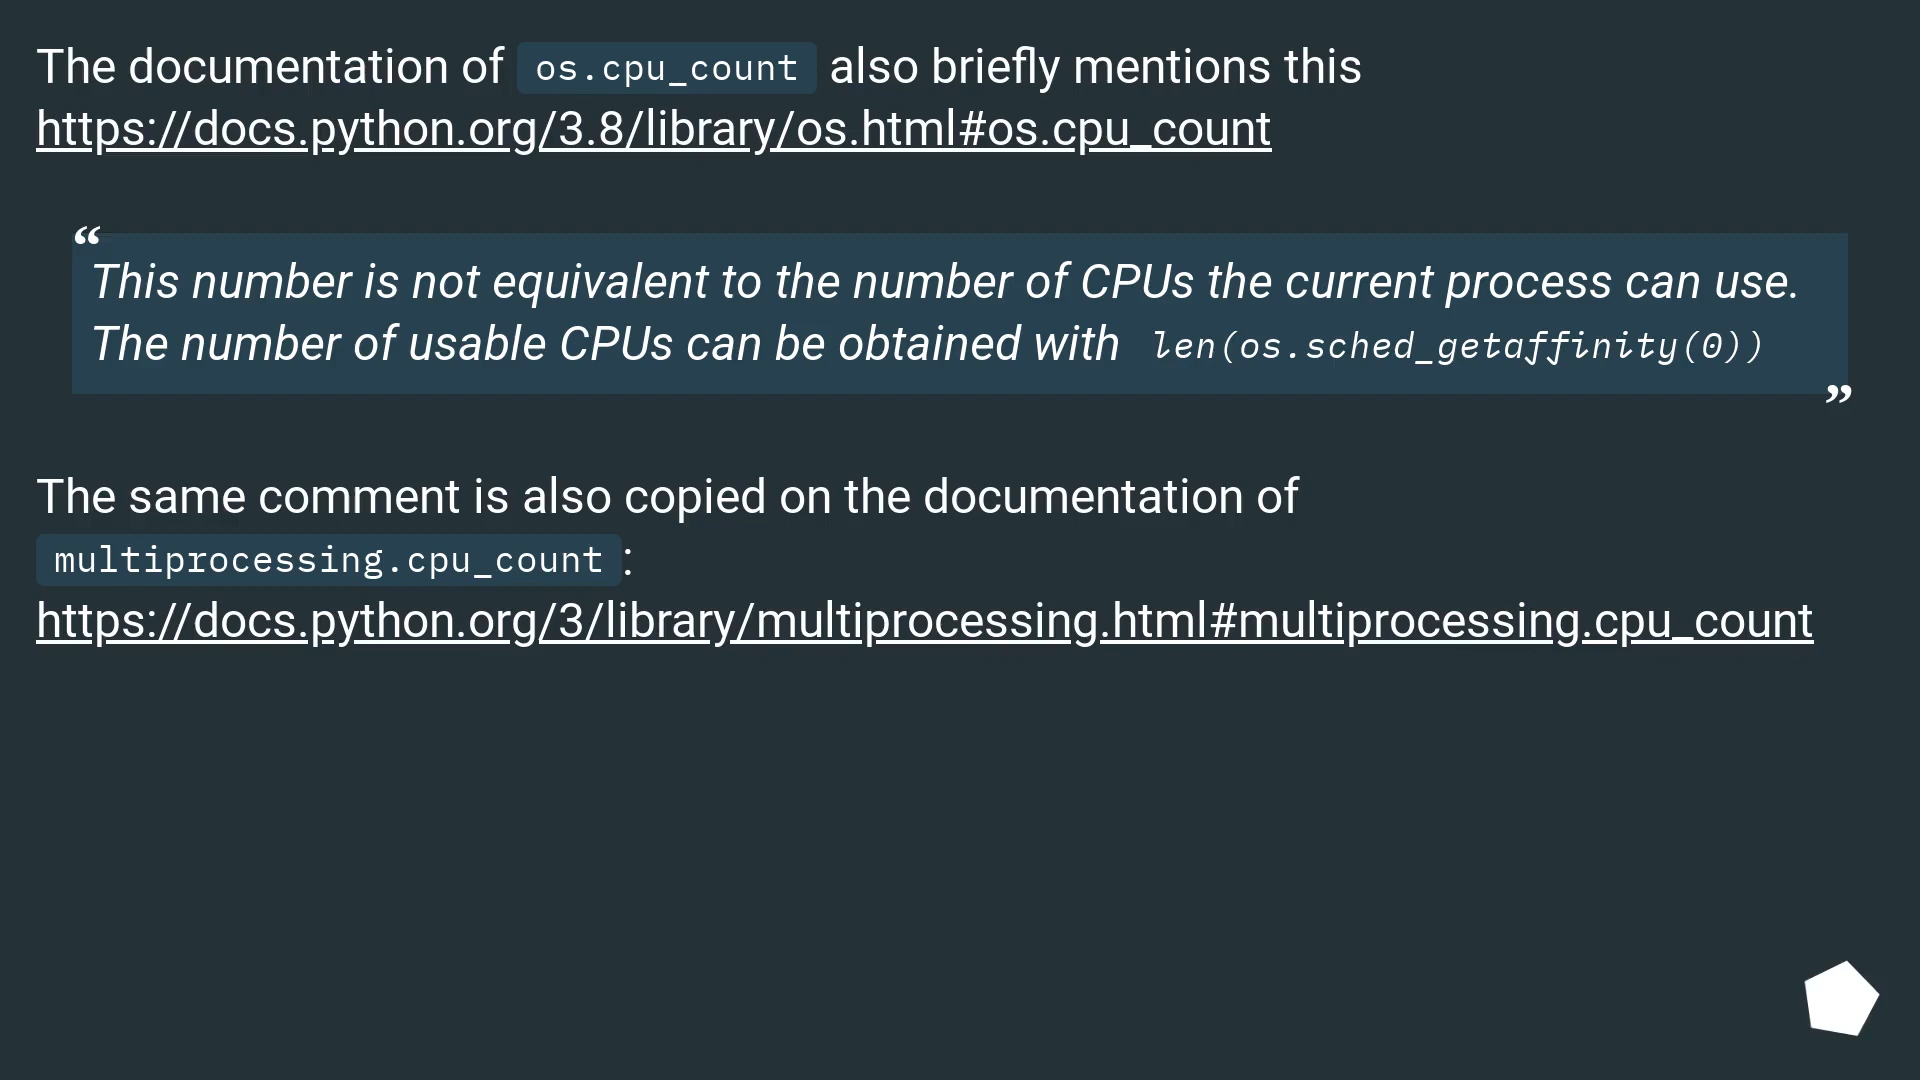 The documentation of os.cpu_count also briefly mentions this
https://docs.python.org/3.8/library/os.html#os.cpu_count
“
This number is not equivalent to the number of CPUs the current process can use.
The number of usable CPUs can be obtained with len(os.sched_getaffinity(0))
”
The same comment is also copied on the documentation of
multiprocessing.cpu_count:
https://docs.python.org/3/library/multiprocessing.html#multiprocessing.cpu_count